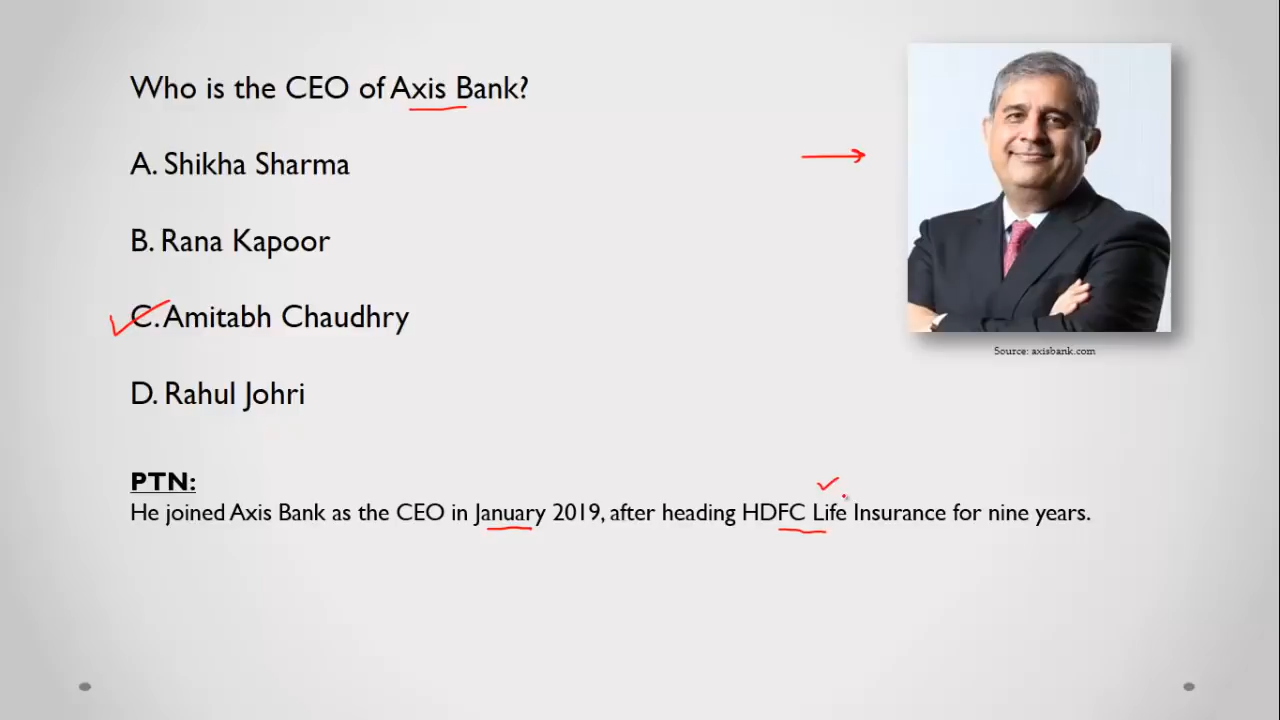 Who is the CEO of Axis Bank?
A. Shikha Sharma
B. Rana Kapoor
C. Amitabh Chaudhry
D. Rahul Johri
Source: axisbank.com
PTN:
He joined Axis Bank as the CEO in January 2019, after heading HDFC Life Insurance for nine years.